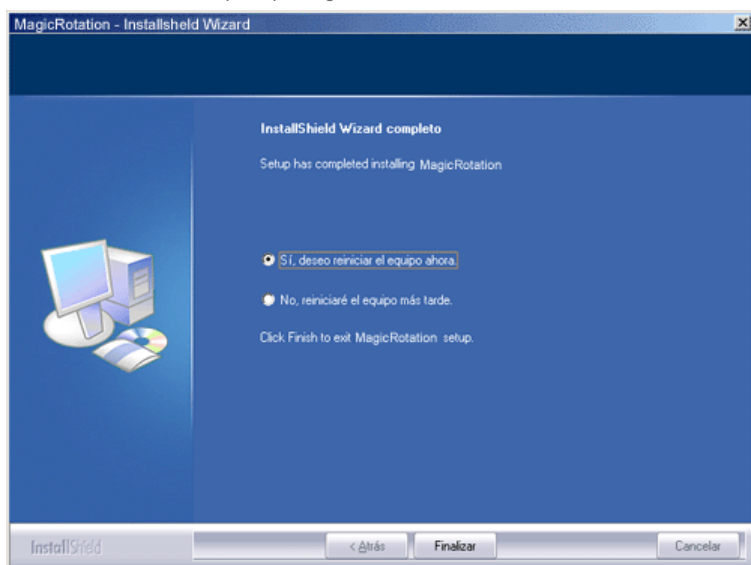 MagicRotation - Installsheld Wizard
InstallShield Wizard completo
Setup has completed installing MagicRotation
Sí, deseo reiniciar el equipo ahora.
No, reiniciaré el equipo más tarde.
Click Finish to exit MagicRotation setup.
InstallShield
< Atrás
Finalizar
Cancelar